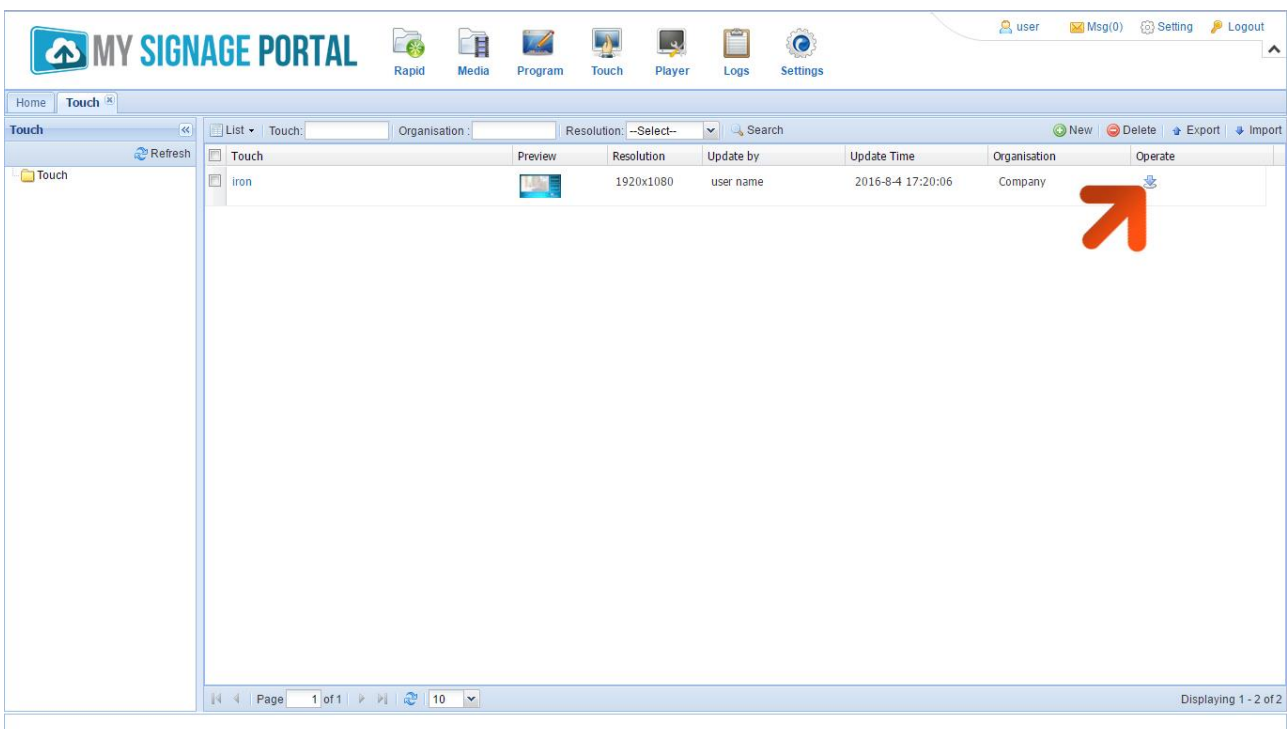 MY SIGNAGE PORTAL
Rapid Media Program Touch Player Logs Settings
user Msg(0) Setting Logout
Home Touch
Touch
Refresh
Touch
List Touch: Organisation : Resolution: --Select-- Search New Delete Export Import
Touch Preview Resolution Update by Update Time Organisation Operate
iron 1920x1080 user name 2016-8-4 17:20:06 Company
Page 1 of 1 10 Displaying 1 - 2 of 2